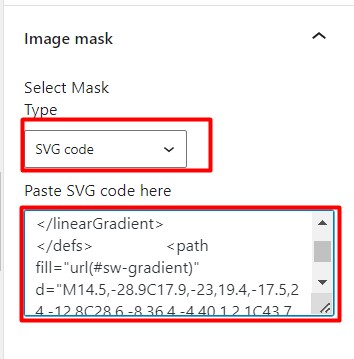 Image mask
Select Mask
Type
SVG code
Paste SVG code here
</linearGradient>
</defs> <path
fill="url(#sw-gradient)"
d="M14.5,-28.9C17.9,-23,19.4,-17.5,2
4,-12.8C28.6,-8,36.4,-4,40.1,2.1C43.7